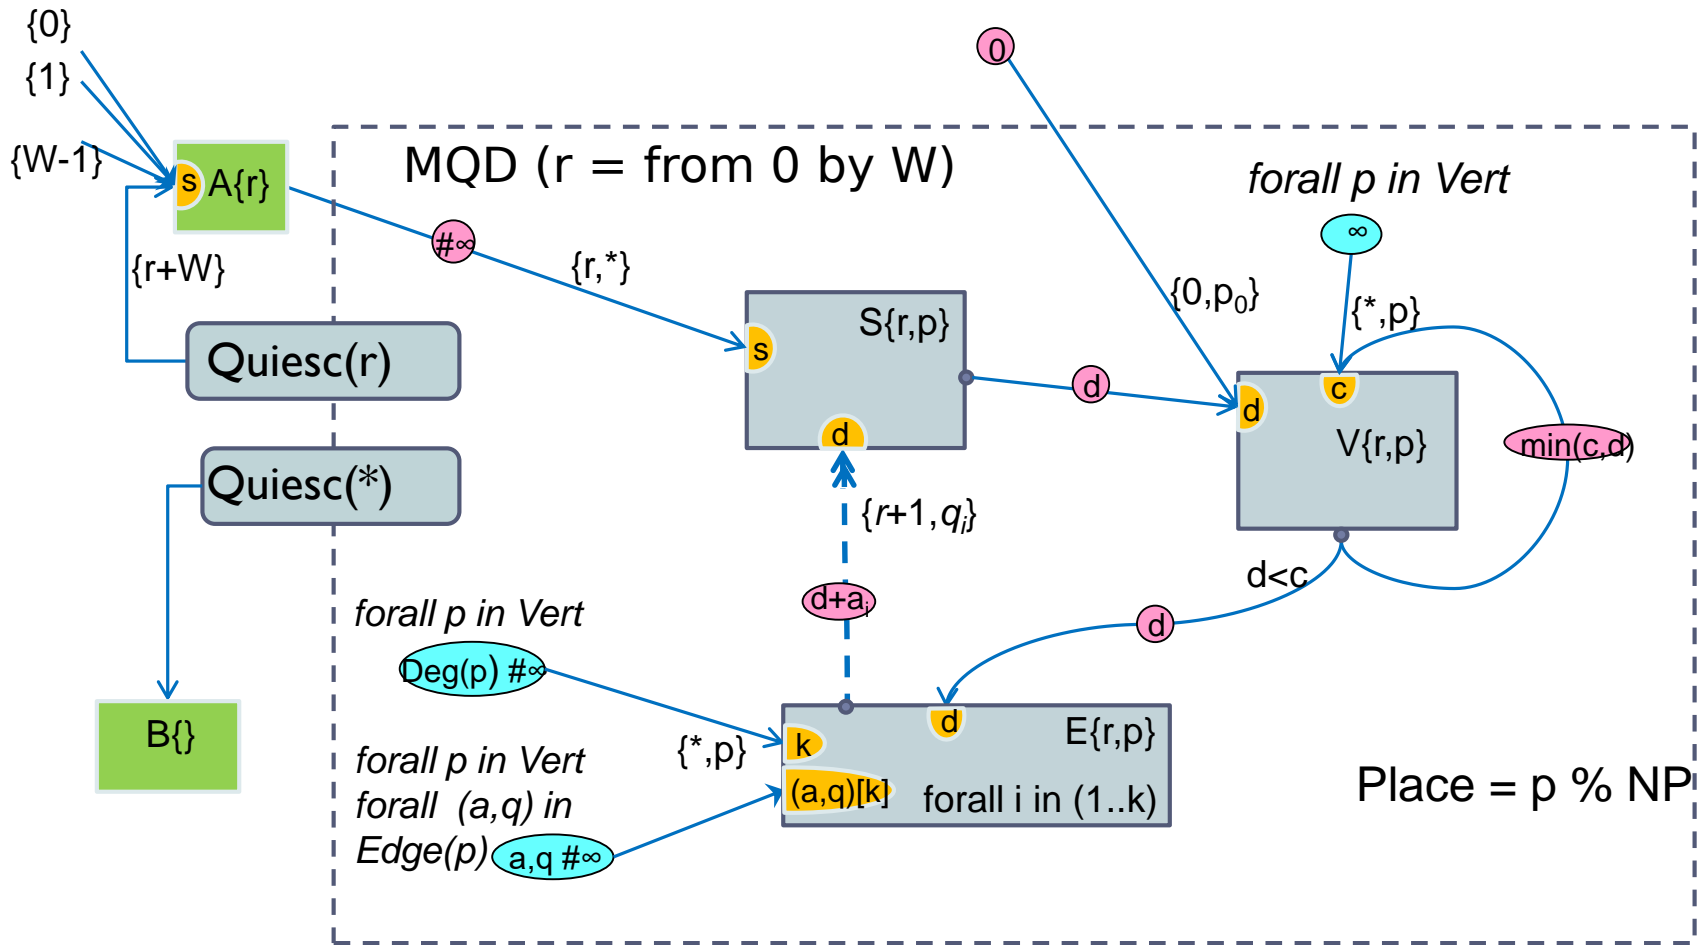 {0}
{1}
{W-1}
s
A{r}
{r+W}
MQD (r = from 0 by W)
0
forall p in Vert
∞
#∞
{r,*}
{0,p₀}
{*,p}
S{r,p}
s
d
d
d
c
V{r,p}
min(c,d)
Quiesc(r)
Quiesc(*)
{r+1,qᵢ}
d<c
d
d+aᵢ
forall p in Vert
Deg(p) #∞
B{}
{*,p}
k
d
E{r,p}
(a,q)[k]
forall i in (1..k)
forall p in Vert
forall (a,q) in
Edge(p)
a,q #∞
Place = p % NP